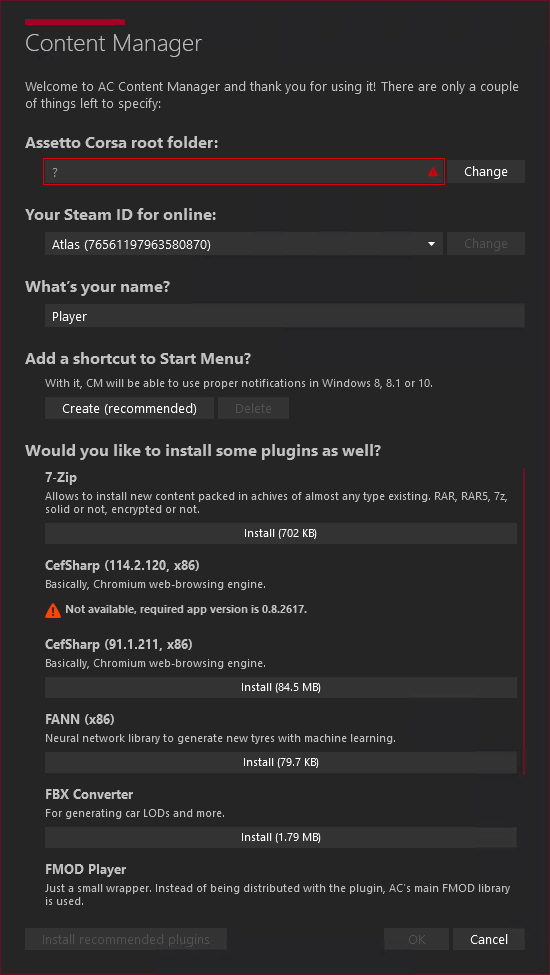 Content Manager
Welcome to AC Content Manager and thank you for using it! There are only a couple
of things left to specify:
Assetto Corsa root folder:
?
Change
Your Steam ID for online:
Atlas (76561197963580870)
Change
What's your name?
Player
Add a shortcut to Start Menu?
With it, CM will be able to use proper notifications in Windows 8, 8.1 or 10.
Create (recommended)
Delete
Would you like to install some plugins as well?
7-Zip
Allows to install new content packed in achives of almost any type existing. RAR, RAR5, 7z,
solid or not, encrypted or not.
Install (702 KB)
CefSharp (114.2.120, x86)
Basically, Chromium web-browsing engine.
Not available, required app version is 0.8.2617.
CefSharp (91.1.211, x86)
Basically, Chromium web-browsing engine.
Install (84.5 MB)
FANN (x86)
Neural network library to generate new tyres with machine learning.
Install (79.7 KB)
FBX Converter
For generating car LODs and more.
Install (1.79 MB)
FMOD Player
Just a small wrapper. Instead of being distributed with the plugin, AC's main FMOD library
is used.
Install recommended plugins
OK
Cancel